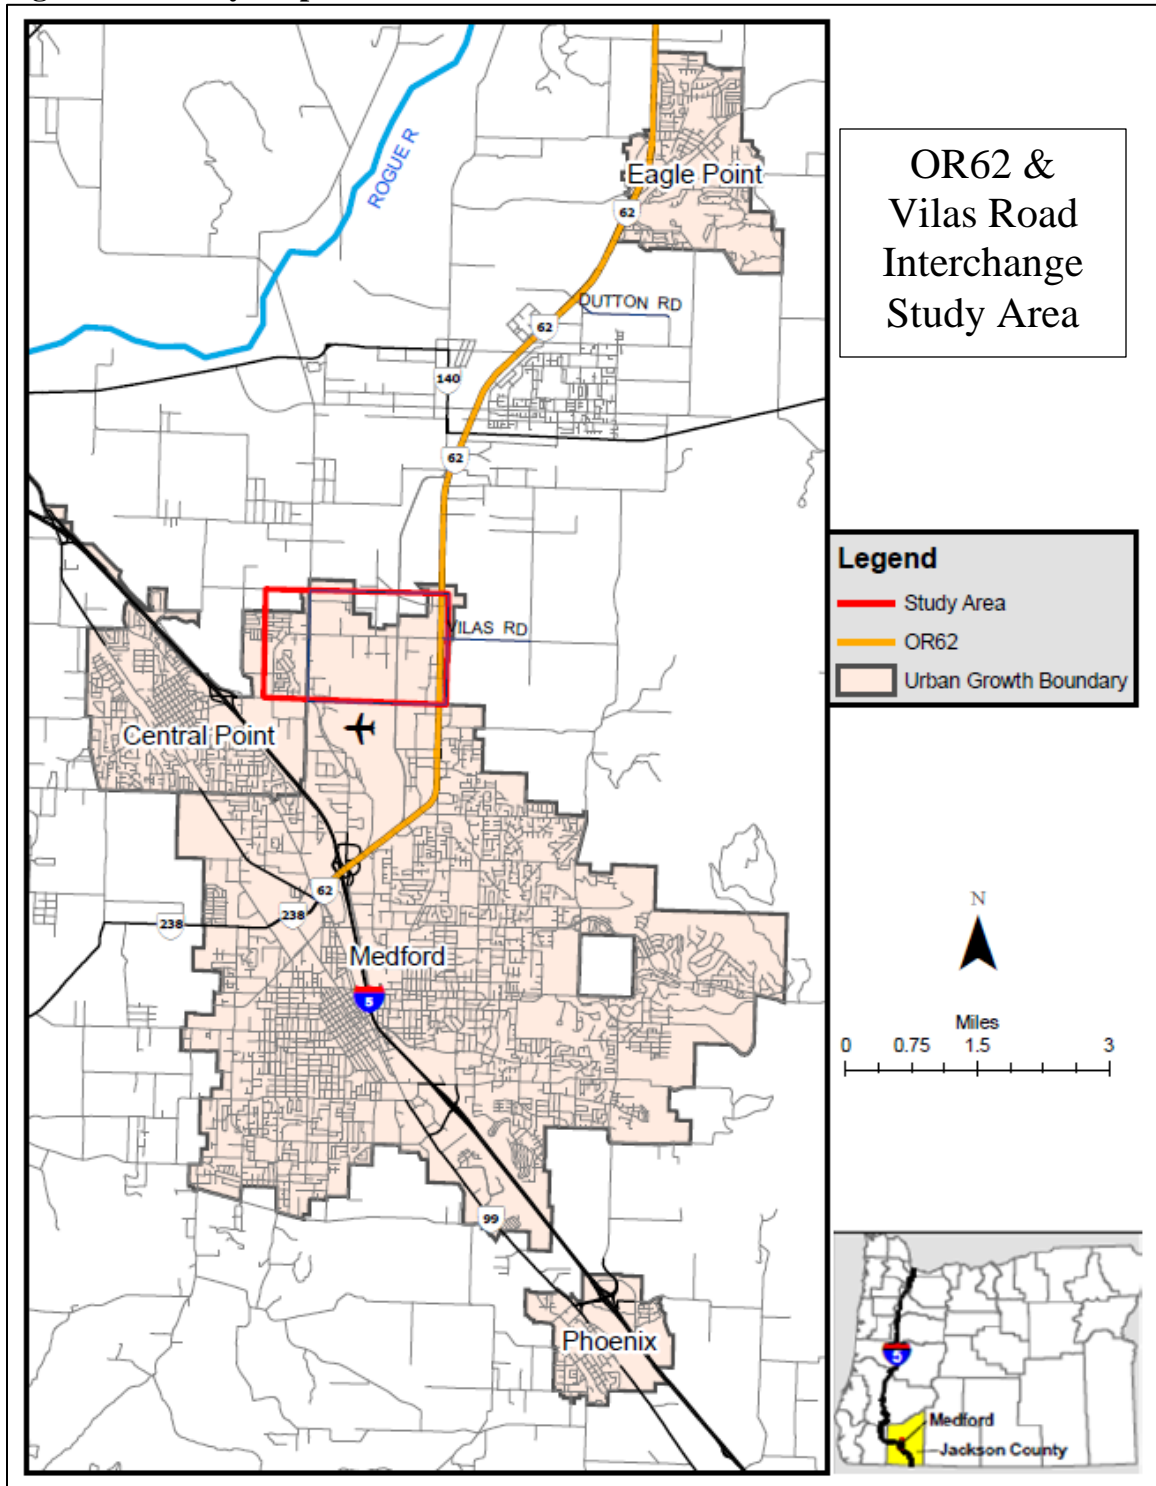 ROGUE R
Eagle Point
62
DUTTON RD
62
140
62
VILAS RD
Central Point
62
238
238
Medford
5
99
Phoenix
OR62 &
Vilas Road
Interchange
Study Area
Legend
Study Area
OR62
Urban Growth Boundary
N
Miles
0 0.75 1.5 3
5
Medford
Jackson County